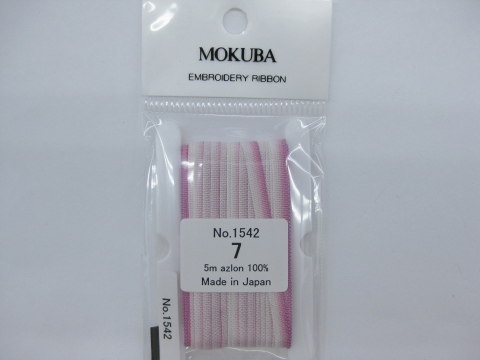 MOKUBA
EMBROIDERY RIBBON
No.1542
7
5m azlon 100%
Made in Japan
No.1542